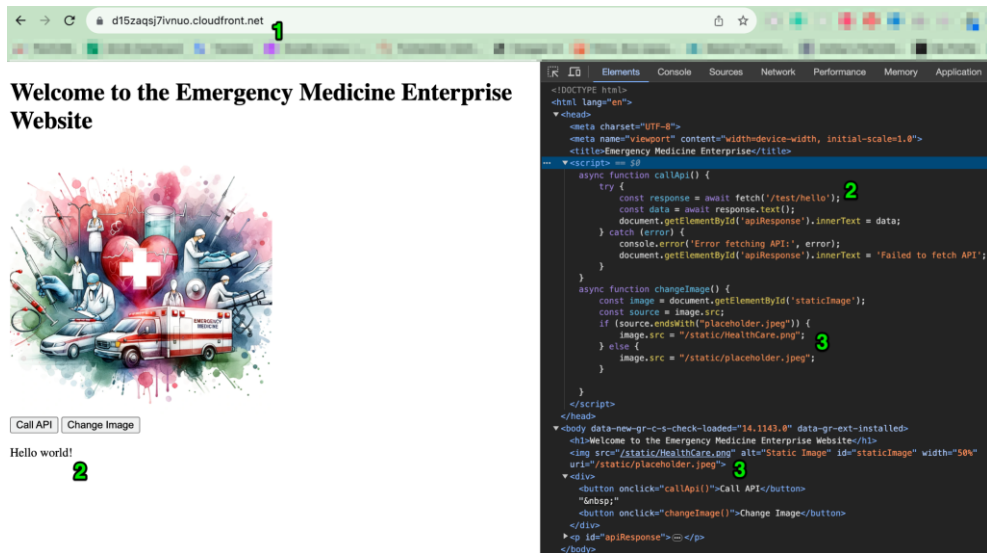 d15zaqsj7ivnuo.cloudfront.net
1
Welcome to the Emergency Medicine Enterprise
Website
EMERGENCY
MEDICINE
Call API Change Image
Hello world!
2
Elements Console Sources Network Performance Memory Application
<!DOCTYPE html>
<html lang="en">
▼<head>
<meta charset="UTF-8">
<meta name="viewport" content="width=device-width, initial-scale=1.0">
<title>Emergency Medicine Enterprise</title>
… ▼<script> == $0
async function callApi() {
try {
const response = await fetch('/test/hello'); 2
const data = await response.text();
document.getElementById('apiResponse').innerText = data;
} catch (error) {
console.error('Error fetching API:', error);
document.getElementById('apiResponse').innerText = 'Failed to fetch API';
}
}
async function changeImage() {
const image = document.getElementById('staticImage');
const source = image.src;
if (source.endsWith("placeholder.jpeg")) {
image.src = "/static/HealthCare.png"; 3
} else {
image.src = "/static/placeholder.jpeg";
}
}
</script>
</head>
▼<body data-new-gr-c-s-check-loaded="14.1143.0" data-gr-ext-installed>
<h1>Welcome to the Emergency Medicine Enterprise Website</h1>
<img src="/static/HealthCare.png" alt="Static Image" id="staticImage" width="50%"
uri="/static/placeholder.jpeg"> 3
▼<div>
<button onclick="callApi()">Call API</button>
"&nbsp;"
<button onclick="changeImage()">Change Image</button>
</div>
▶<p id="apiResponse">…</p>
</body>